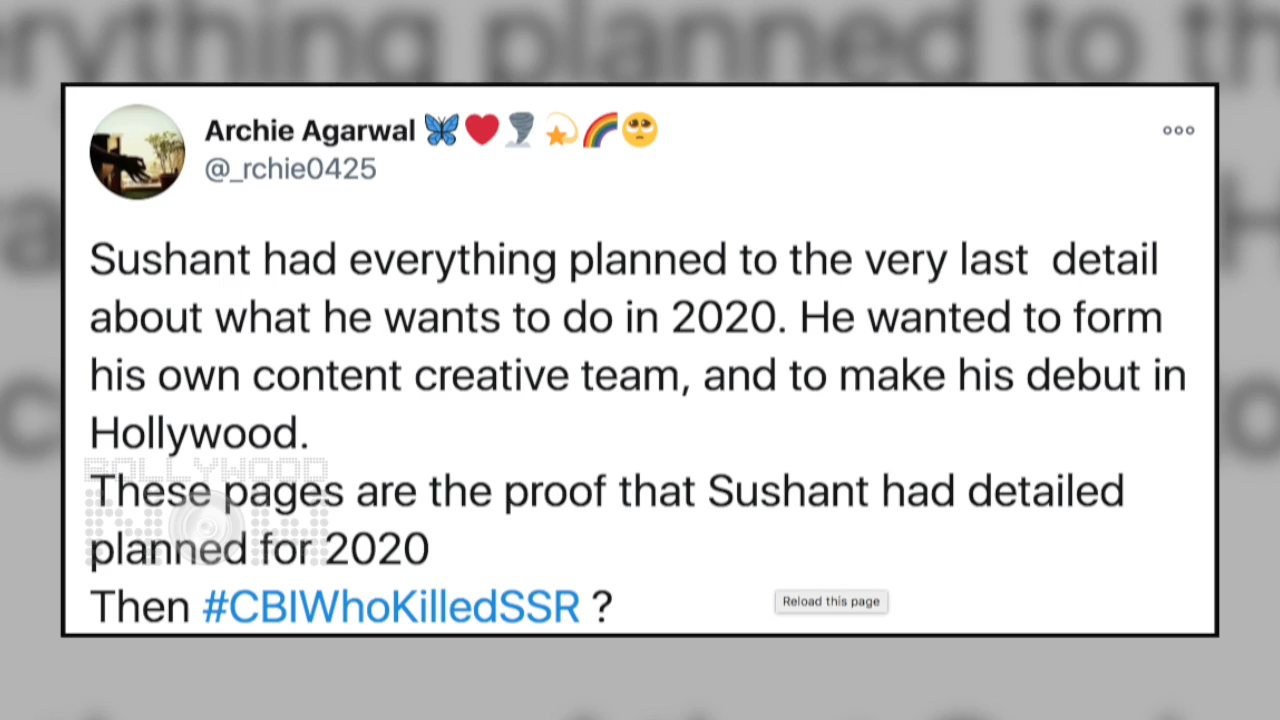 Archie Agarwal 🦋❤️🌪️💫🌈🥺
@_rchie0425
Sushant had everything planned to the very last detail
about what he wants to do in 2020. He wanted to form
his own content creative team, and to make his debut in
Hollywood.
These pages are the proof that Sushant had detailed
planned for 2020
Then #CBIWhoKilledSSR ?
Reload this page
BOLLYWOOD
NOW